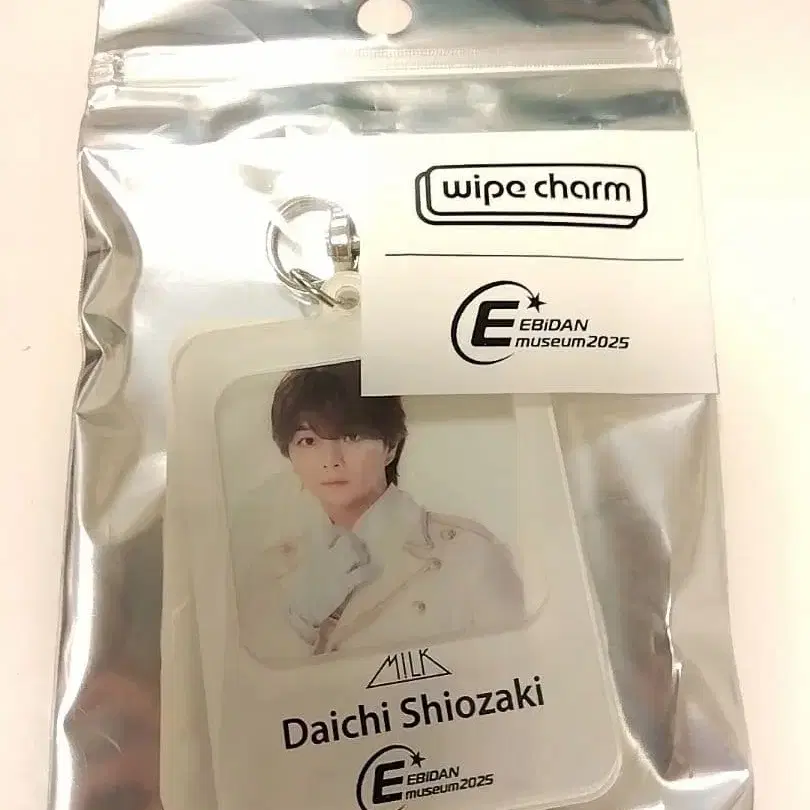 wipe charm
E EBiDAN
museum2025
M!LK
Daichi Shiozaki
E EBiDAN
museum2025